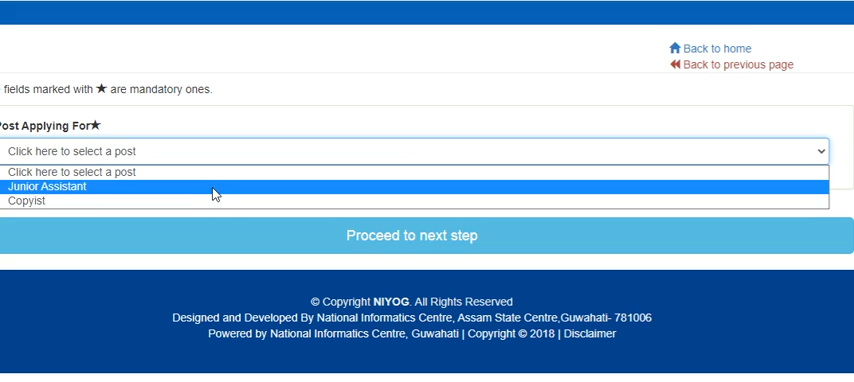 Back to home
Back to previous page
fields marked with ★ are mandatory ones.
Post Applying For★
Click here to select a post
Click here to select a post
Junior Assistant
Copyist
Proceed to next step
© Copyright NIYOG. All Rights Reserved
Designed and Developed By National Informatics Centre, Assam State Centre,Guwahati- 781006
Powered by National Informatics Centre, Guwahati | Copyright © 2018 | Disclaimer